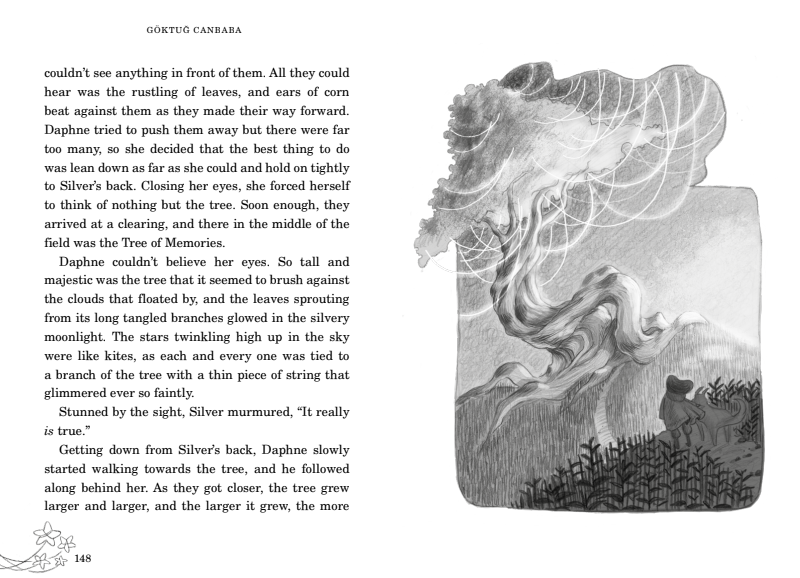 GÖKTUĞ CANBABA
couldn’t see anything in front of them. All they could
hear was the rustling of leaves, and ears of corn
beat against them as they made their way forward.
Daphne tried to push them away but there were far
too many, so she decided that the best thing to do
was lean down as far as she could and hold on tightly
to Silver’s back. Closing her eyes, she forced herself
to think of nothing but the tree. Soon enough, they
arrived at a clearing, and there in the middle of the
field was the Tree of Memories.
Daphne couldn’t believe her eyes. So tall and
majestic was the tree that it seemed to brush against
the clouds that floated by, and the leaves sprouting
from its long tangled branches glowed in the silvery
moonlight. The stars twinkling high up in the sky
were like kites, as each and every one was tied to
a branch of the tree with a thin piece of string that
glimmered ever so faintly.
Stunned by the sight, Silver murmured, “It really
is true.”
Getting down from Silver’s back, Daphne slowly
started walking towards the tree, and he followed
along behind her. As they got closer, the tree grew
larger and larger, and the larger it grew, the more
148